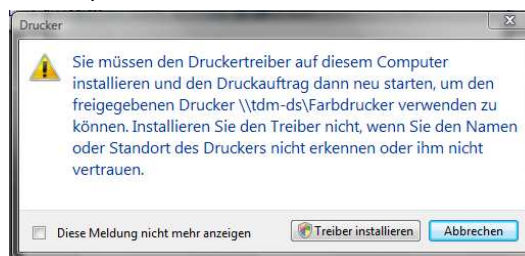 Drucker
Sie müssen den Druckertreiber auf diesem Computer
installieren und den Druckauftrag dann neu starten, um den
freigegebenen Drucker \\tdm-ds\Farbdrucker verwenden zu
können. Installieren Sie den Treiber nicht, wenn Sie den Namen
oder Standort des Druckers nicht erkennen oder ihm nicht
vertrauen.
Diese Meldung nicht mehr anzeigen
Treiber installieren
Abbrechen